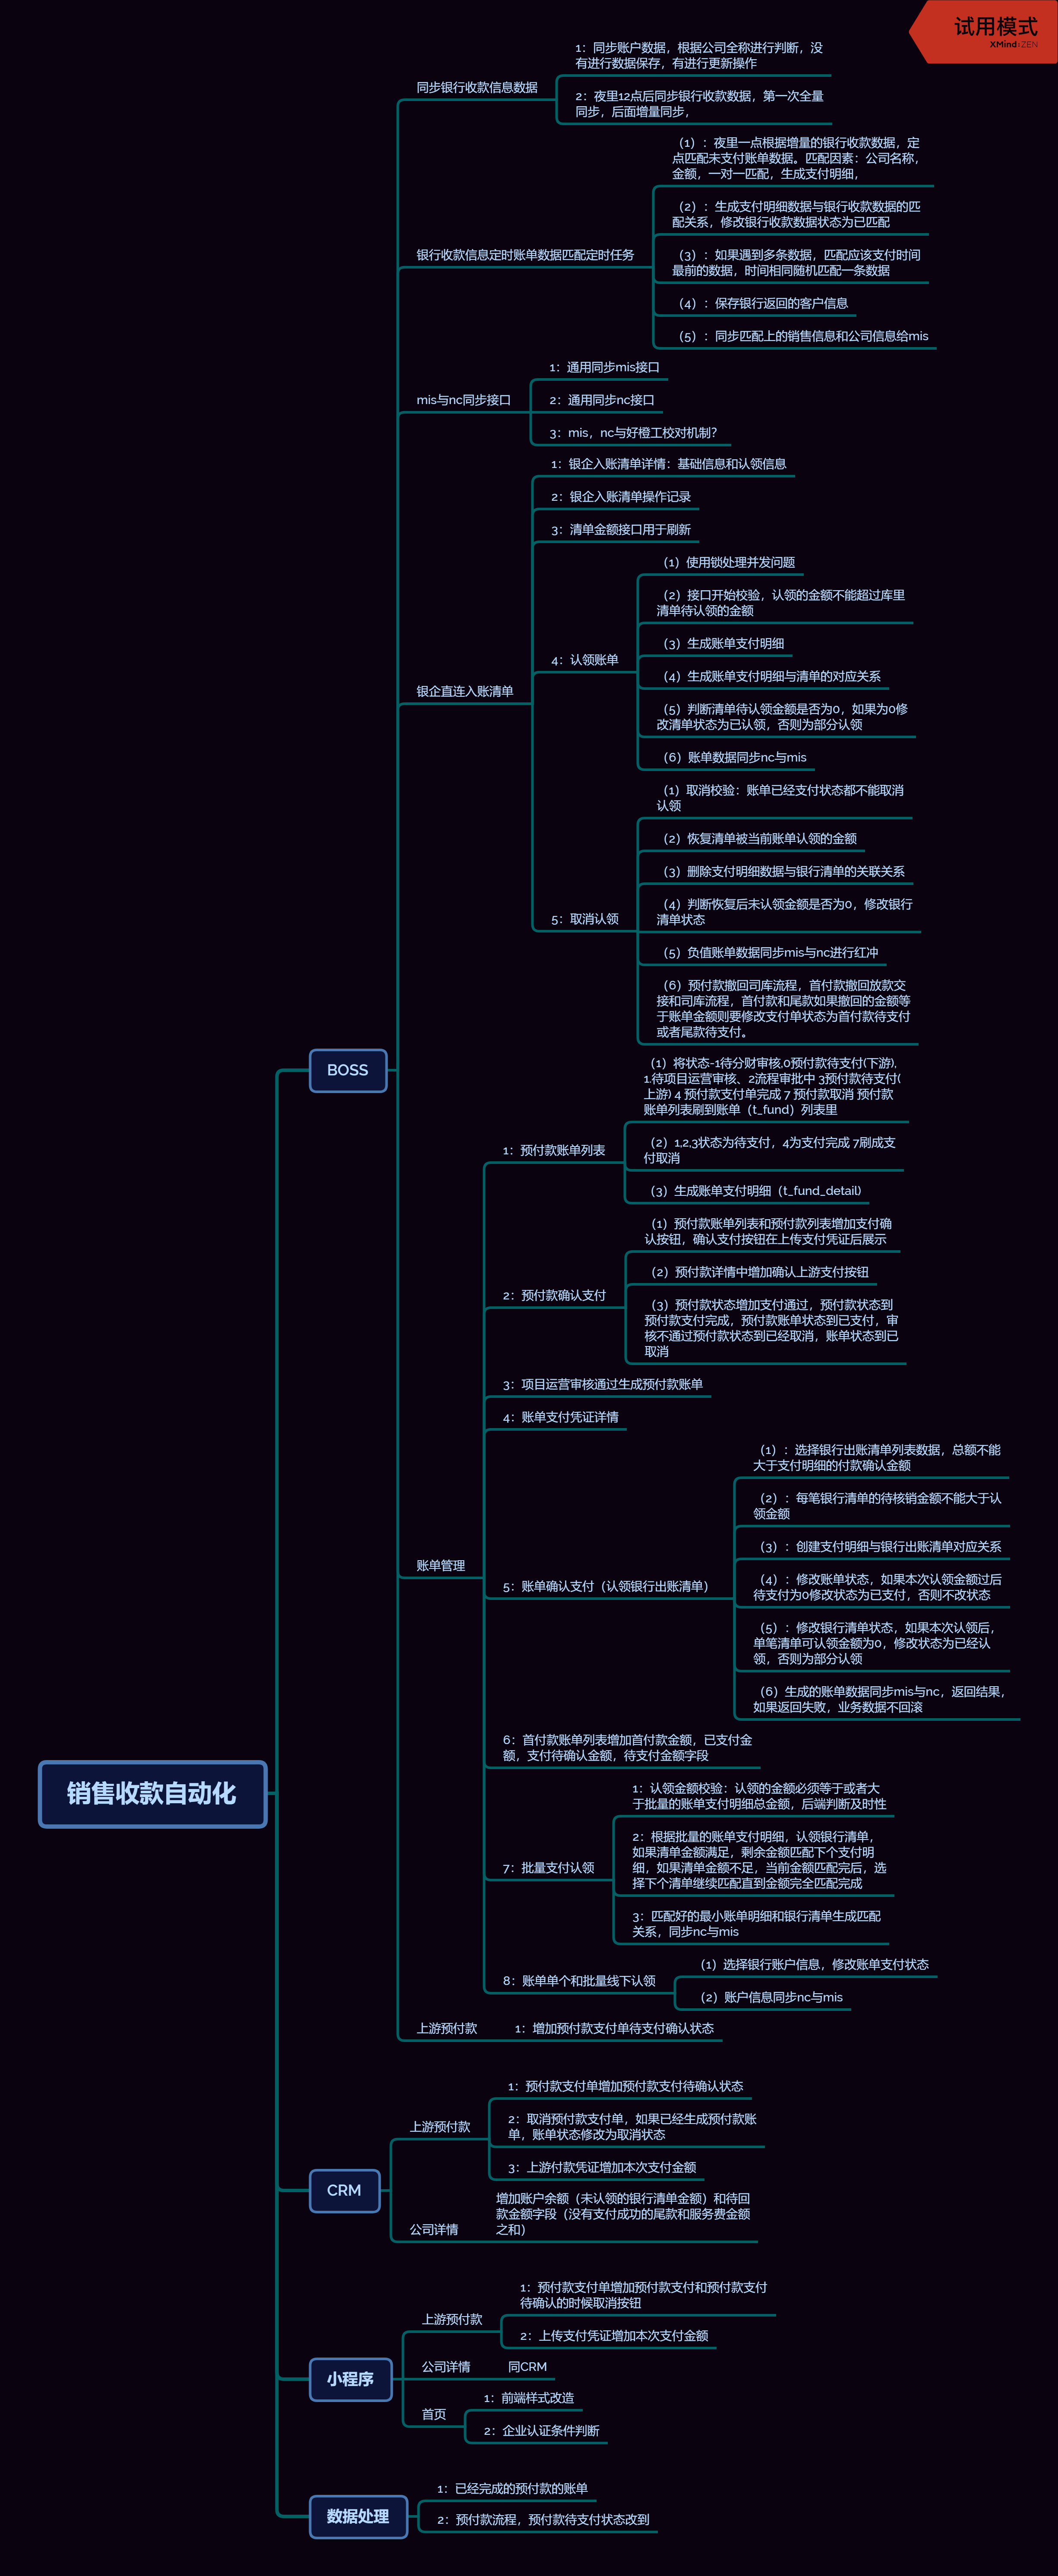 试用模式
XMind:ZEN
1：同步账户数据，根据公司全称进行判断，没
有进行数据保存，有进行更新操作
同步银行收款信息数据
2：夜里12点后同步银行收款数据，第一次全量
同步，后面增量同步，
（1）：夜里一点根据增量的银行收款数据，定
点匹配未支付账单数据。匹配因素：公司名称，
金额，一对一匹配，生成支付明细，
（2）：生成支付明细数据与银行收款数据的匹
配关系，修改银行收款数据状态为已匹配
银行收款信息定时账单数据匹配定时任务
（3）：如果遇到多条数据，匹配应该支付时间
最前的数据，时间相同随机匹配一条数据
（4）：保存银行返回的客户信息
（5）：同步匹配上的销售信息和公司信息给mis
1：通用同步mis接口
mis与nc同步接口
2：通用同步nc接口
3：mis，nc与好橙工校对机制？
1：银企入账清单详情：基础信息和认领信息
2：银企入账清单操作记录
3：清单金额接口用于刷新
（1）使用锁处理并发问题
（2）接口开始校验，认领的金额不能超过库里
清单待认领的金额
（3）生成账单支付明细
4：认领账单
（4）生成账单支付明细与清单的对应关系
银企直连入账清单
（5）判断清单待认领金额是否为0，如果为0修
改清单状态为已认领，否则为部分认领
（6）账单数据同步nc与mis
（1）取消校验：账单已经支付状态都不能取消
认领
（2）恢复清单被当前账单认领的金额
（3）删除支付明细数据与银行清单的关联关系
5：取消认领
（4）判断恢复后未认领金额是否为0，修改银行
清单状态
（5）负值账单数据同步mis与nc进行红冲
（6）预付款撤回司库流程，首付款撤回放款交
接和司库流程，首付款和尾款如果撤回的金额等
于账单金额则要修改支付单状态为首付款待支付
或者尾款待支付。
BOSS
（1）将状态-1待分财审核,0预付款待支付(下游),
1.待项目运营审核、2流程审批中 3预付款待支付(
上游) 4 预付款支付单完成 7 预付款取消 预付款
账单列表刷到账单（t_fund）列表里
1：预付款账单列表
（2）1,2,3状态为待支付，4为支付完成 7刷成支
付取消
（3）生成账单支付明细（t_fund_detail)
（1）预付款账单列表和预付款列表增加支付确
认按钮，确认支付按钮在上传支付凭证后展示
（2）预付款详情中增加确认上游支付按钮
2：预付款确认支付
（3）预付款状态增加支付通过，预付款状态到
预付款支付完成，预付款账单状态到已支付，审
核不通过预付款状态到已经取消，账单状态到已
取消
3：项目运营审核通过生成预付款账单
4：账单支付凭证详情
（1）：选择银行出账清单列表数据，总额不能
大于支付明细的付款确认金额
（2）：每笔银行清单的待核销金额不能大于认
领金额
（3）：创建支付明细与银行出账清单对应关系
账单管理
5：账单确认支付（认领银行出账清单）
（4）：修改账单状态，如果本次认领金额过后
待支付为0修改状态为已支付，否则不改状态
（5）：修改银行清单状态，如果本次认领后，
单笔清单可认领金额为0，修改状态为已经认
领，否则为部分认领
（6）生成的账单数据同步mis与nc，返回结果，
如果返回失败，业务数据不回滚
6：首付款账单列表增加首付款金额，已支付金
额，支付待确认金额，待支付金额字段
销售收款自动化
1：认领金额校验：认领的金额必须等于或者大
于批量的账单支付明细总金额，后端判断及时性
2：根据批量的账单支付明细，认领银行清单，
如果清单金额满足，剩余金额匹配下个支付明
细，如果清单金额不足，当前金额匹配完后，选
择下个清单继续匹配直到金额完全匹配完成
7：批量支付认领
3：匹配好的最小账单明细和银行清单生成匹配
关系，同步nc与mis
（1）选择银行账户信息，修改账单支付状态
8：账单单个和批量线下认领
（2）账户信息同步nc与mis
上游预付款
1：增加预付款支付单待支付确认状态
1：预付款支付单增加预付款支付待确认状态
上游预付款
2：取消预付款支付单，如果已经生成预付款账
单，账单状态修改为取消状态
3：上游付款凭证增加本次支付金额
CRM
增加账户余额（未认领的银行清单金额）和待回
款金额字段（没有支付成功的尾款和服务费金额
之和）
公司详情
1：预付款支付单增加预付款支付和预付款支付
待确认的时候取消按钮
上游预付款
2：上传支付凭证增加本次支付金额
小程序
公司详情
同CRM
1：前端样式改造
首页
2：企业认证条件判断
1：已经完成的预付款的账单
数据处理
2：预付款流程，预付款待支付状态改到